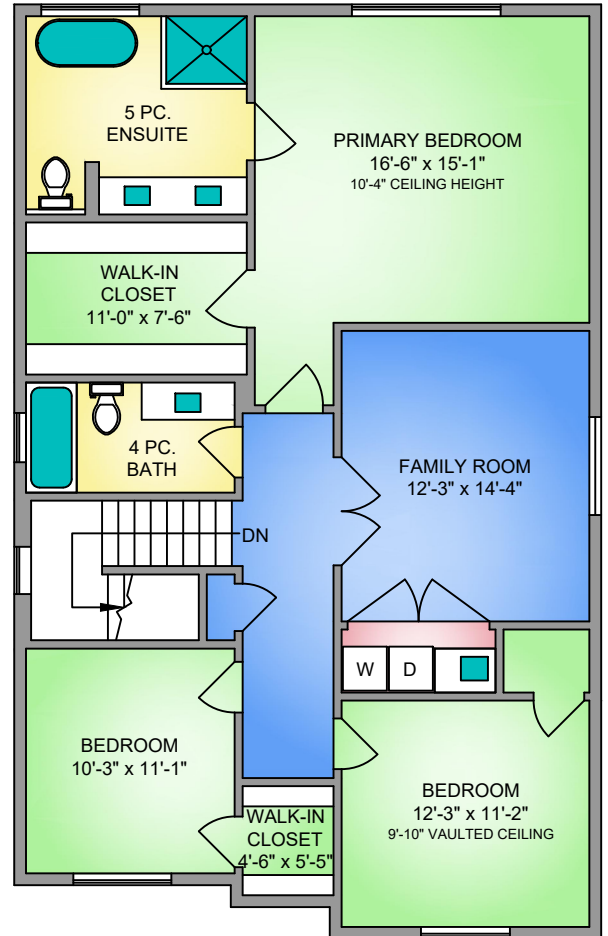 5 PC.
ENSUITE
PRIMARY BEDROOM
16'-6" x 15'-1"
10'-4" CEILING HEIGHT
WALK-IN
CLOSET
11'-0" x 7'-6"
4 PC.
BATH
FAMILY ROOM
12'-3" x 14'-4"
DN
W
D
BEDROOM
10'-3" x 11'-1"
BEDROOM
12'-3" x 11'-2"
9'-10" VAULTED CEILING
WALK-IN
CLOSET
4'-6" x 5'-5"